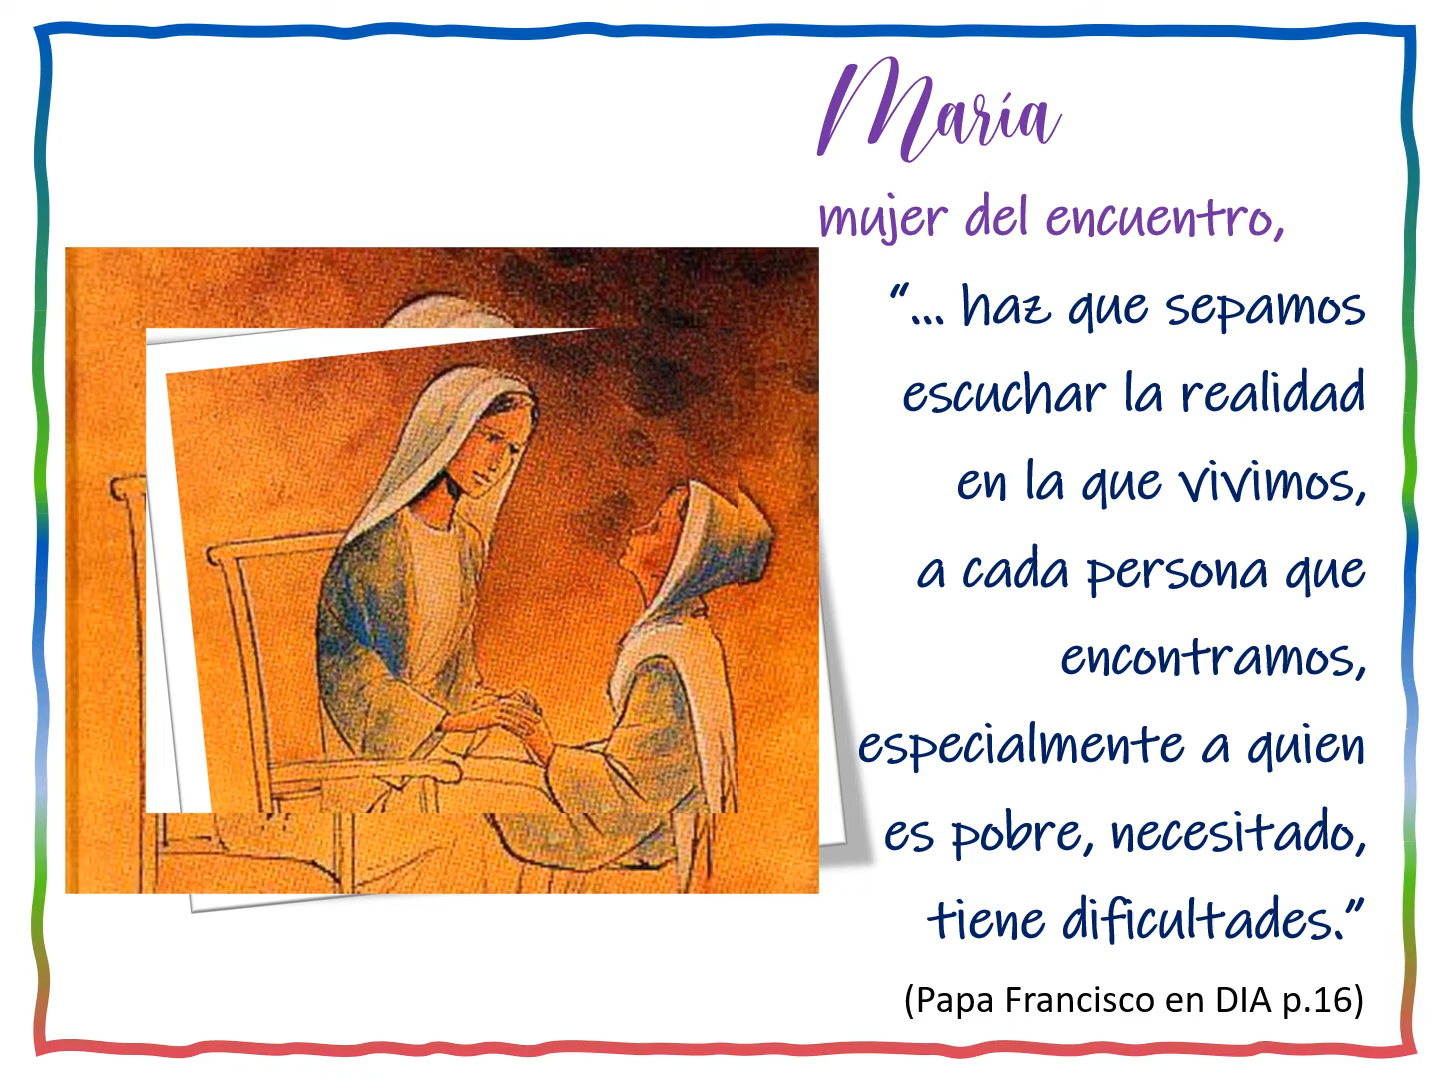 María
mujer del encuentro,
“... haz que sepamos
escuchar la realidad
en la que vivimos,
a cada persona que
encontramos,
especialmente a quien
es pobre, necesitado,
tiene dificultades.”
(Papa Francisco en DIA p.16)